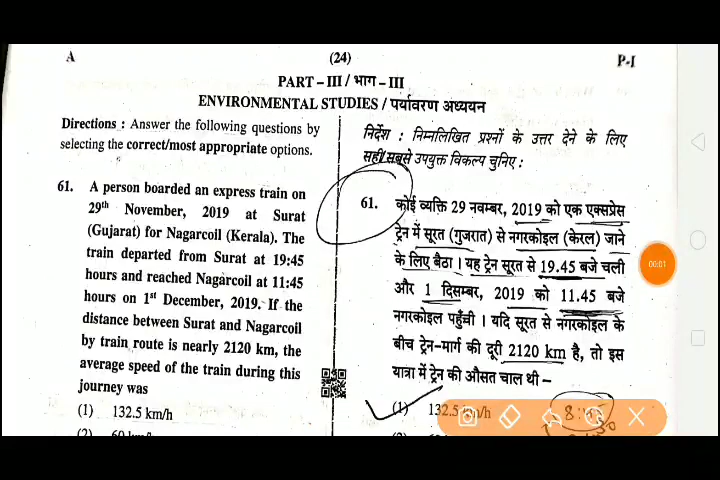 A
(24)
P-I
PART – III / भाग – III
ENVIRONMENTAL STUDIES / पर्यावरण अध्ययन
Directions : Answer the following questions by
selecting the correct/most appropriate options.
61. A person boarded an express train on
29th November, 2019 at Surat
(Gujarat) for Nagarcoil (Kerala). The
train departed from Surat at 19:45
hours and reached Nagarcoil at 11:45
hours on 1st December, 2019. If the
distance between Surat and Nagarcoil
by train route is nearly 2120 km, the
average speed of the train during this
journey was
(1) 132.5 km/h
(2) 60 km/h
निर्देश : निम्नलिखित प्रश्नों के उत्तर देने के लिए
सही/सबसे उपयुक्त विकल्प चुनिए :
61. कोई व्यक्ति 29 नवम्बर, 2019 को एक एक्सप्रेस
ट्रेन में सूरत (गुजरात) से नगरकोइल (केरल) जाने
के लिए बैठा । यह ट्रेन सूरत से 19.45 बजे चली
और 1 दिसम्बर, 2019 को 11.45 बजे
नगरकोइल पहुँची । यदि सूरत से नगरकोइल के
बीच ट्रेन-मार्ग की दूरी 2120 km है, तो इस
यात्रा में ट्रेन की औसत चाल थी –
(1) 132.5 km/h
00:01